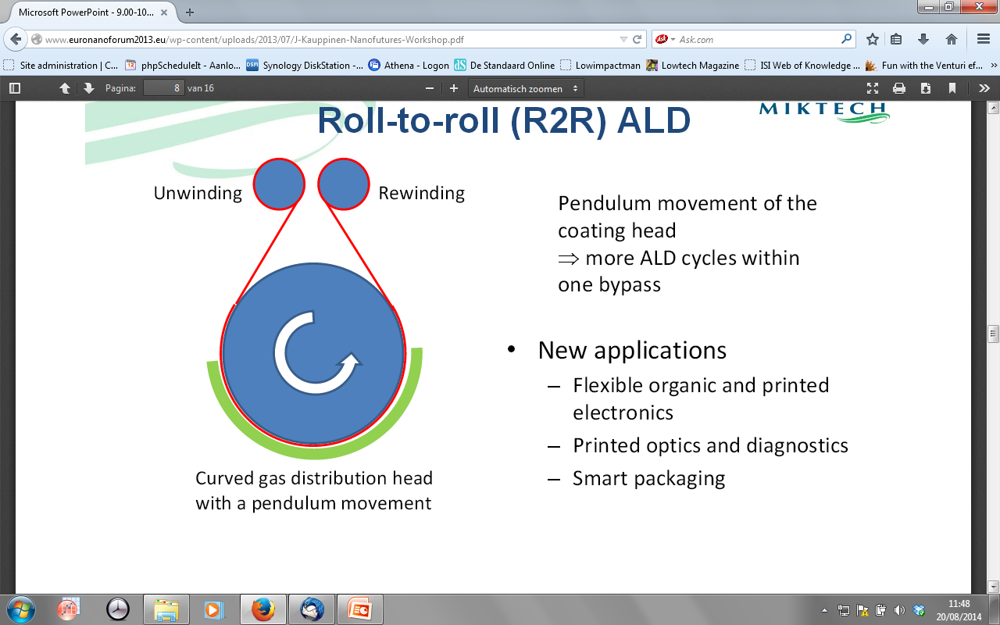 Microsoft PowerPoint - 9.00-10...
www.euronanoforum2013.eu/wp-content/uploads/2013/07/J-Kauppinen-Nanofutures-Workshop.pdf
Ask
Ask.com
Site administration | C...
phpScheduleIt - Aanlo...
DSM
Synology DiskStation -...
Athena - Logon
dS
De Standaard Online
Lowimpactman
Lowtech Magazine
ISI Web of Knowledge ...
Fun with the Venturi ef...
Pagina:
8
van 16
Automatisch zoomen
Roll-to-roll (R2R) ALD
MIKTECH
Unwinding
Rewinding
Pendulum movement of the
coating head
⇒ more ALD cycles within
one bypass
• New applications
– Flexible organic and printed
electronics
– Printed optics and diagnostics
– Smart packaging
Curved gas distribution head
with a pendulum movement
11:48
20/08/2014